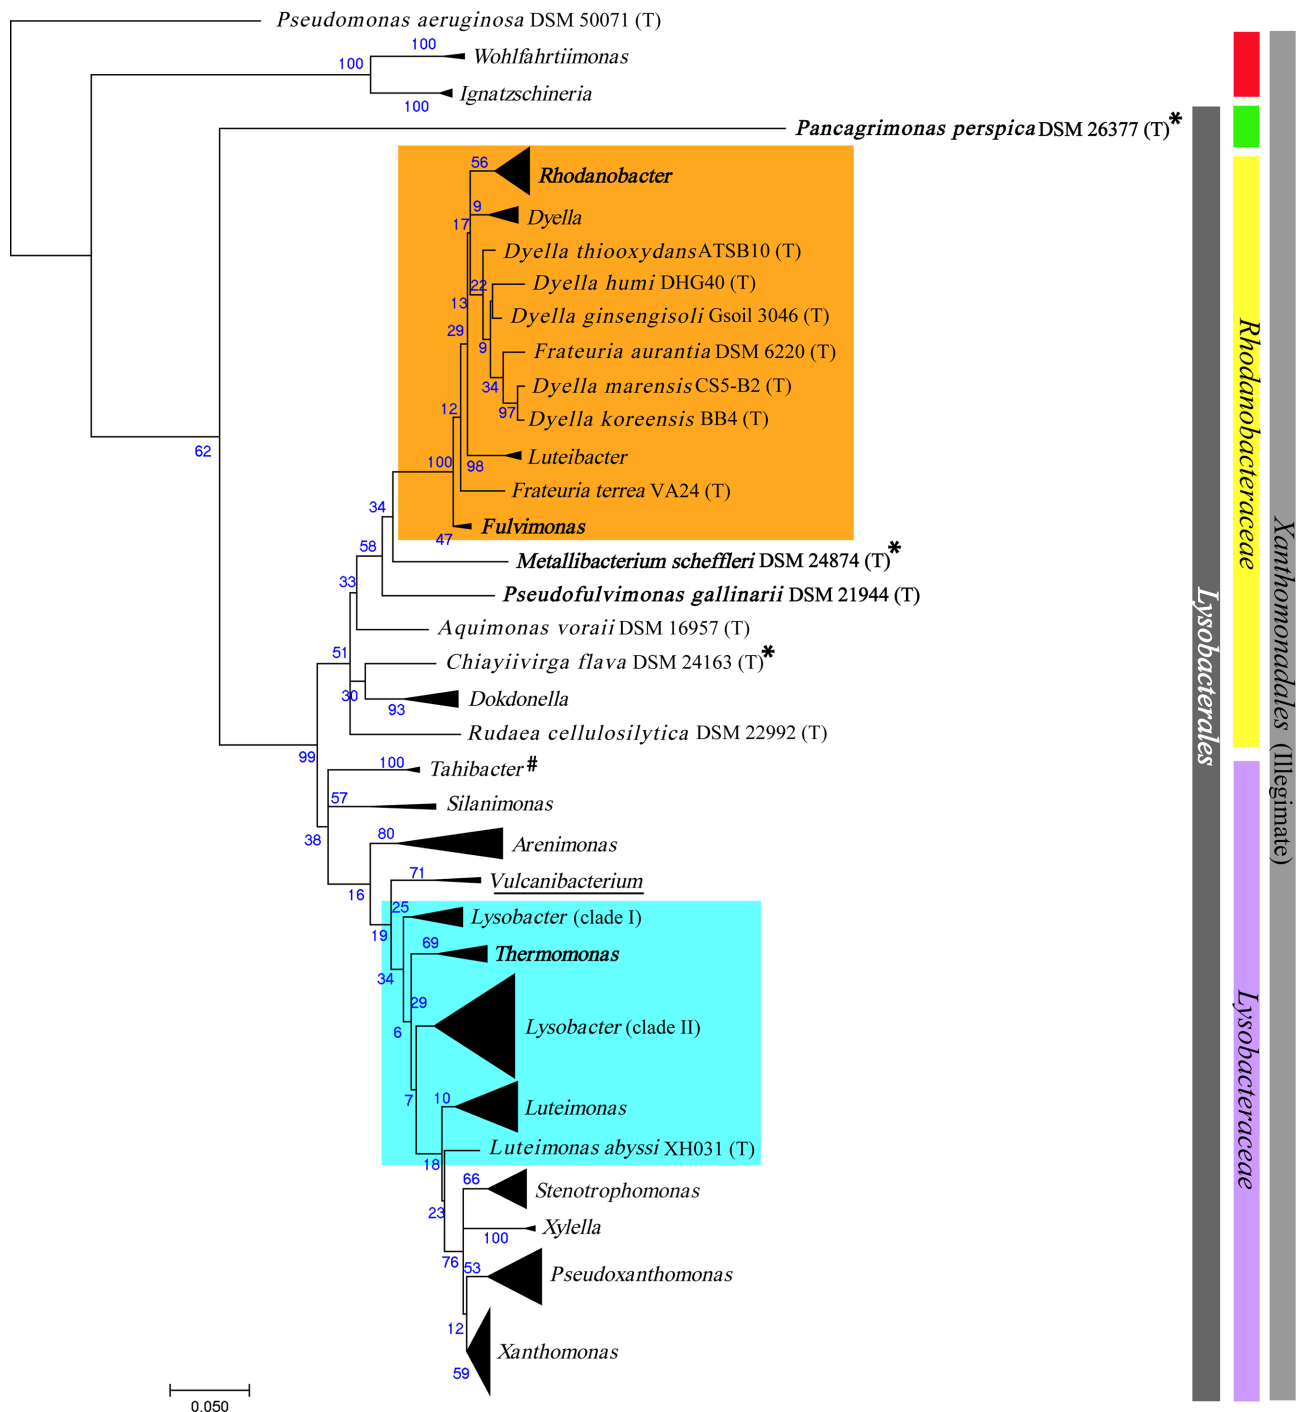 Pseudomonas aeruginosa DSM 50071 (T)
100
Wohlfahrtiimonas
100
Ignatzschineria
100
Pancagrimonas perspica DSM 26377 (T)*
56
Rhodanobacter
9
Dyella
17
Dyella thiooxydans ATSB10 (T)
22
Dyella humi DHG40 (T)
13
Dyella ginsengisoli Gsoil 3046 (T)
29
9
Frateuria aurantia DSM 6220 (T)
34
Dyella marensis CS5-B2 (T)
97
Dyella koreensis BB4 (T)
12
100
98
Luteibacter
Frateuria terrea VA24 (T)
34
Fulvimonas
47
58
Metallibacterium scheffleri DSM 24874 (T)*
33
Pseudofulvimonas gallinarii DSM 21944 (T)
Aquimonas voraii DSM 16957 (T)
51
Chiayiivirga flava DSM 24163 (T)*
30
Dokdonella
93
Rudaea cellulosilytica DSM 22992 (T)
62
99
100
Tahibacter#
57
Silanimonas
38
80
Arenimonas
71
Vulcanibacterium
16
25
Lysobacter (clade I)
19
69
Thermomonas
34
29
Lysobacter (clade II)
6
7
10
Luteimonas
Luteimonas abyssi XH031 (T)
18
66
Stenotrophomonas
23
Xylella
100
76
53
Pseudoxanthomonas
12
Xanthomonas
59
0.050
Lysobacterales
Rhodanobacteraceae
Lysobacteraceae
Xanthomonadales (Illegimate)